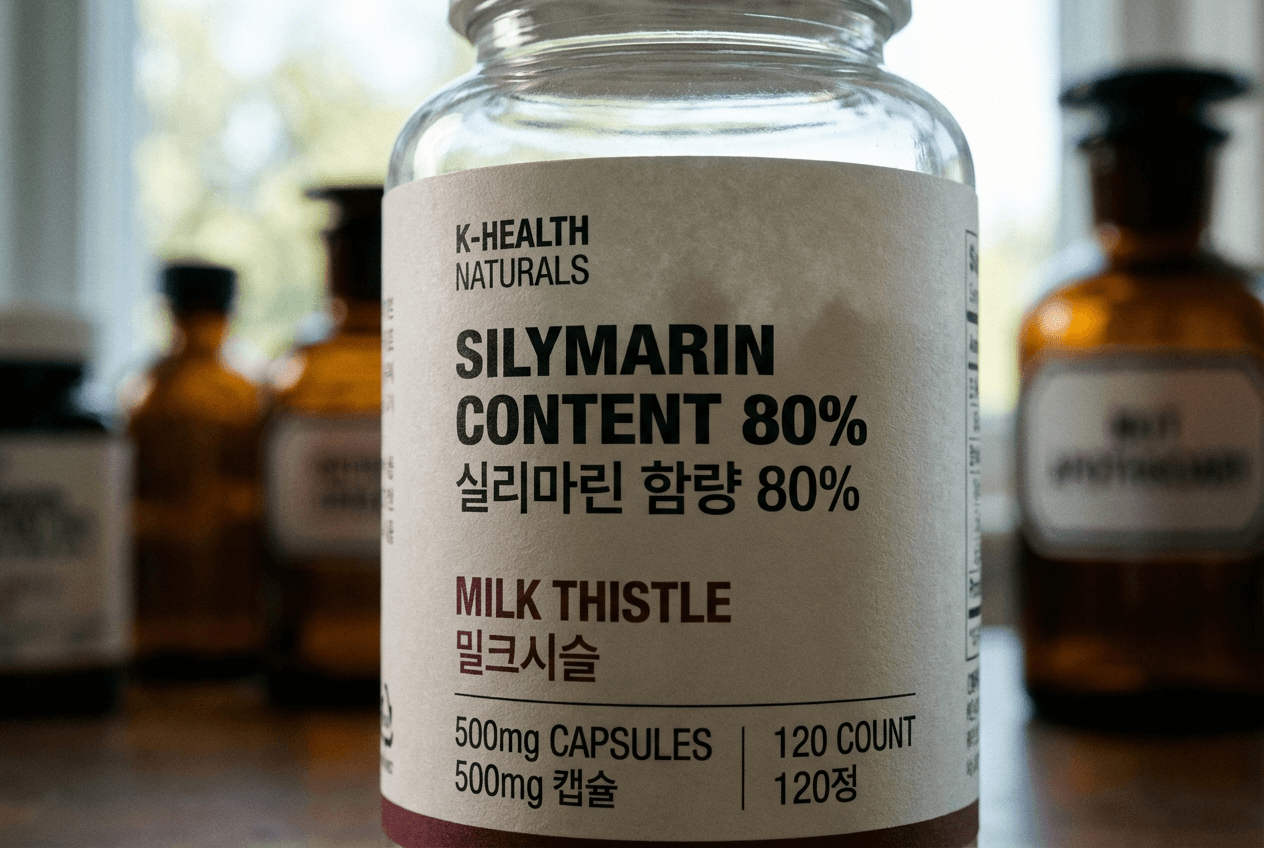 K-HEALTH
NATURALS
SILYMARIN
CONTENT 80%
실리마린 함량 80%
MILK THISTLE
밀크시슬
500mg CAPSULES
500mg 캡슐
120 COUNT
120정